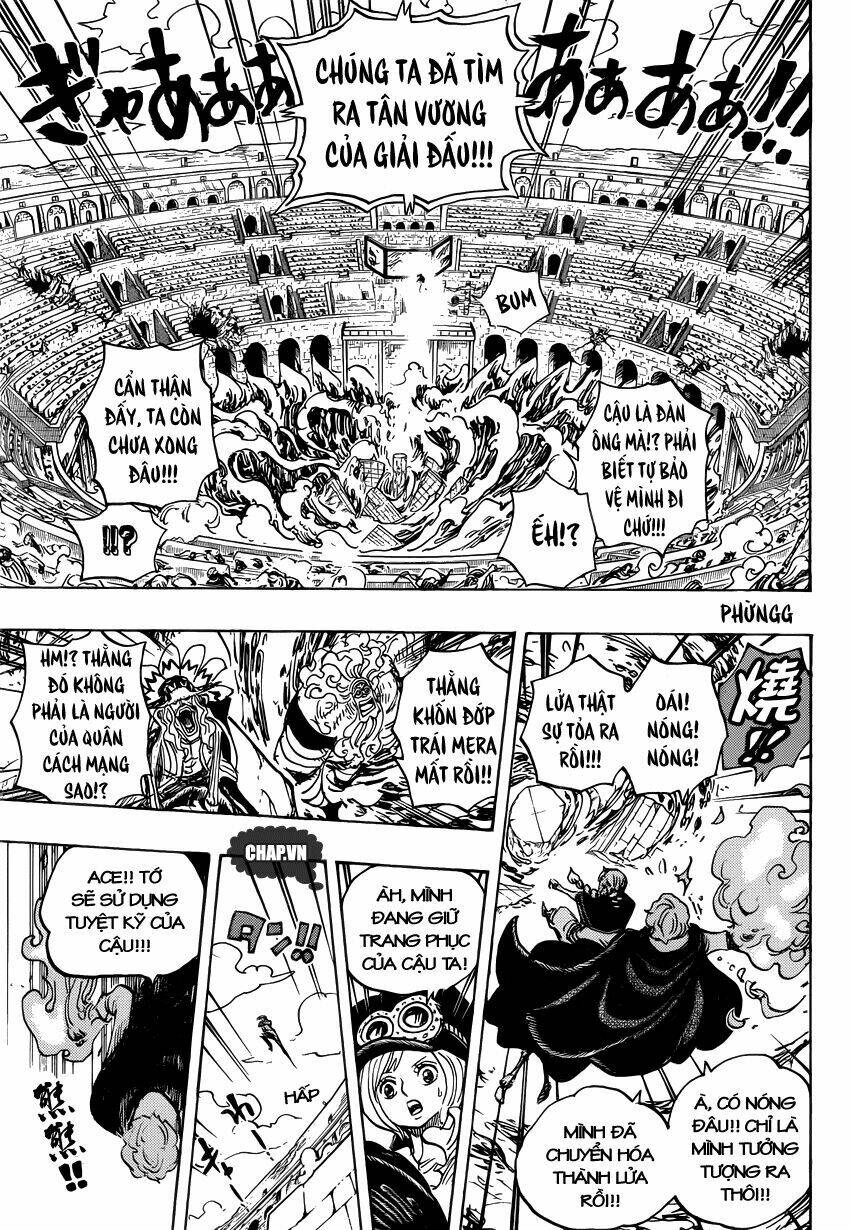 ぎゃあああ
CHÚNG TA ĐÃ TÌM
RA TÂN VƯƠNG
CỦA GIẢI ĐẤU!!!
ああああ!!!
BUM
CẬU LÀ ĐÀN
ÔNG MÀ!? PHẢI
BIẾT TỰ BẢO
VỆ MÌNH ĐI
CHỨ!!!
ẾH!?
CẨN THẬN
ĐẤY, TA CÒN
CHƯA XONG
ĐÂU!!!
!!?
PHỪNGG
燒!!
OÁI!
NÓNG!
NÓNG!
LỬA THẬT
SỰ TỎA RA
RỒI!!!
À, CÓ NÓNG
ĐÂU!! CHỈ LÀ
MÌNH TƯỞNG
TƯỢNG RA
THÔI!!
MÌNH ĐÃ
CHUYỂN HÓA
THÀNH LỬA
RỒI!!
THẰNG
KHỐN ĐỚP
TRÁI MERA
MẤT RỒI!!
HM!? THẰNG
ĐÓ KHÔNG
PHẢI LÀ NGƯỜI
CỦA QUÂN
CÁCH MẠNG
SAO!?
CHAP.VN
ÀH, MÌNH
ĐANG GIỮ
TRANG PHỤC
CỦA CẬU TA!
タン!!
HẤP
ACE!! TỚ
SẼ SỬ DỤNG
TUYỆT KỸ CỦA
CẬU!!!